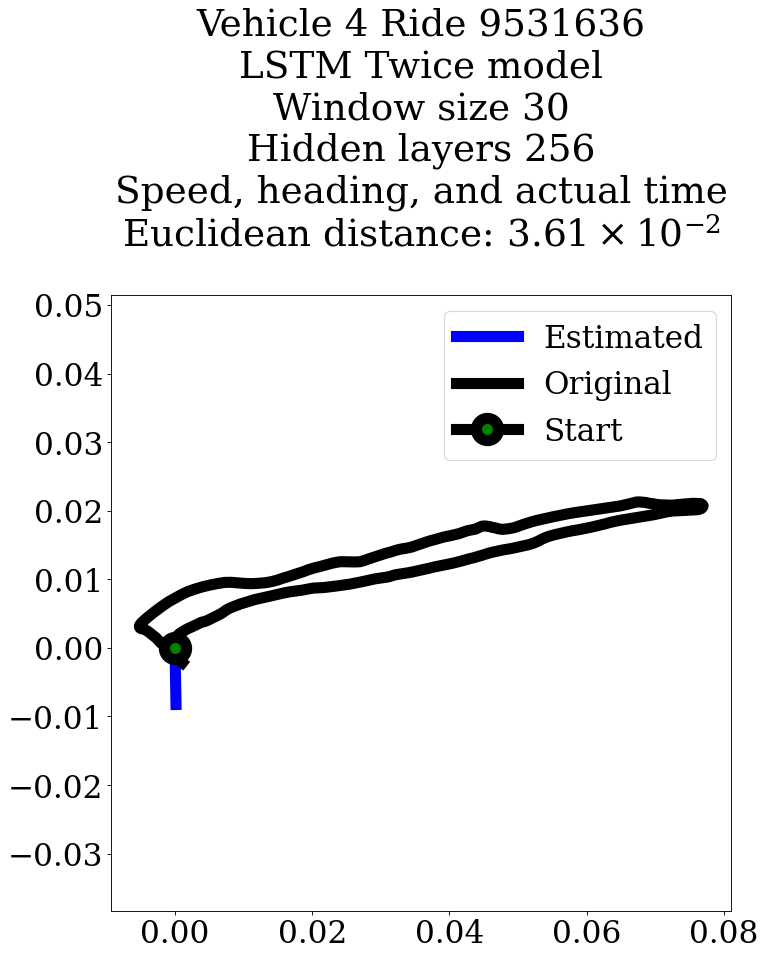 Vehicle 4 Ride 9531636
LSTM Twice model
Window size 30
Hidden layers 256
Speed, heading, and actual time
Euclidean distance: 3.61 × 10⁻²
Estimated
Original
Start
0.05
0.04
0.03
0.02
0.01
0.00
−0.01
−0.02
−0.03
0.00 0.02 0.04 0.06 0.08